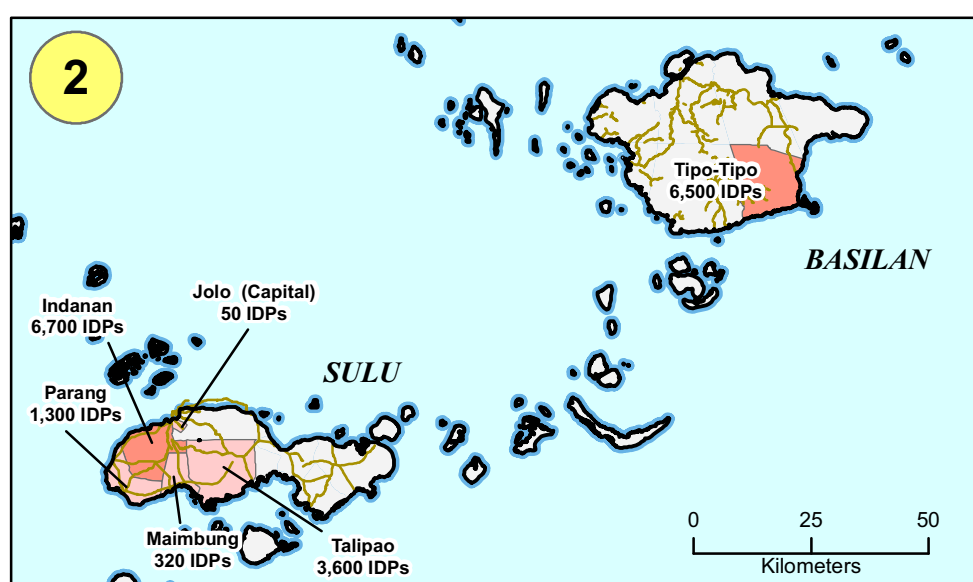 2
Tipo-Tipo
6,500 IDPs
BASILAN
Jolo (Capital)
50 IDPs
Indanan
6,700 IDPs
SULU
Parang
1,300 IDPs
Maimbung
320 IDPs
Talipao
3,600 IDPs
0 25 50
Kilometers